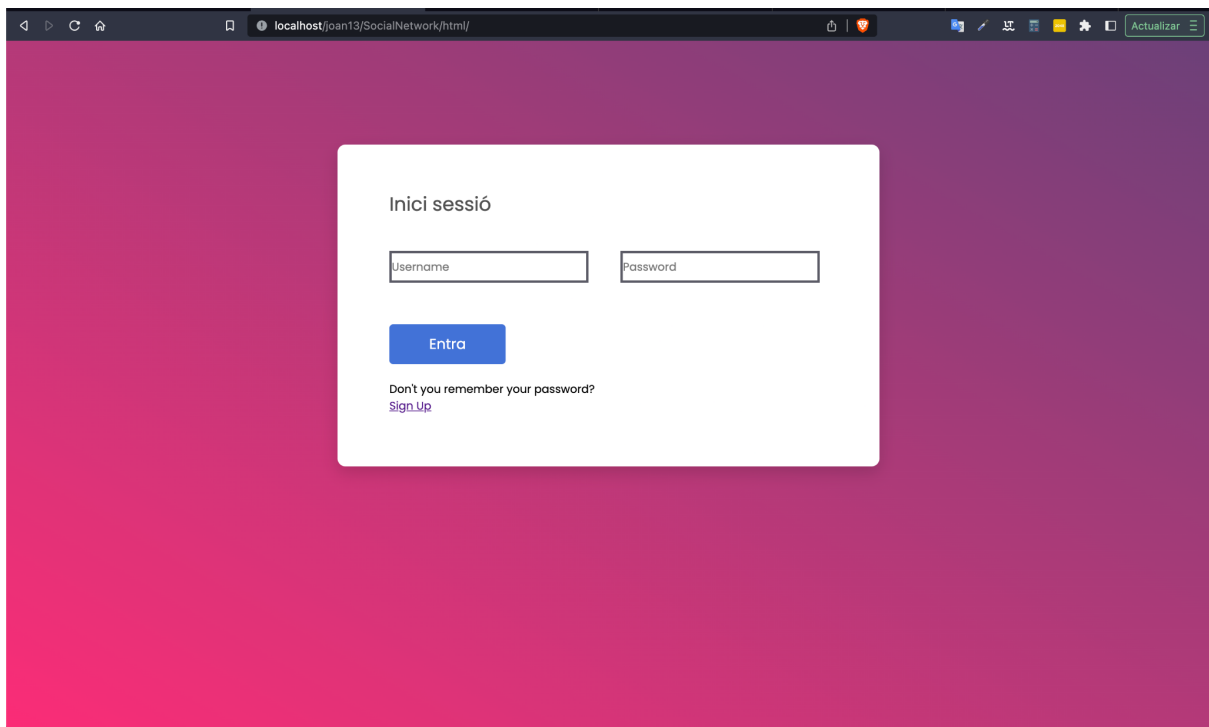 localhost/joan13/SocialNetwork/html/
Actualizar
Inici sessió
Username Password
Entra
Don't you remember your password?
Sign Up